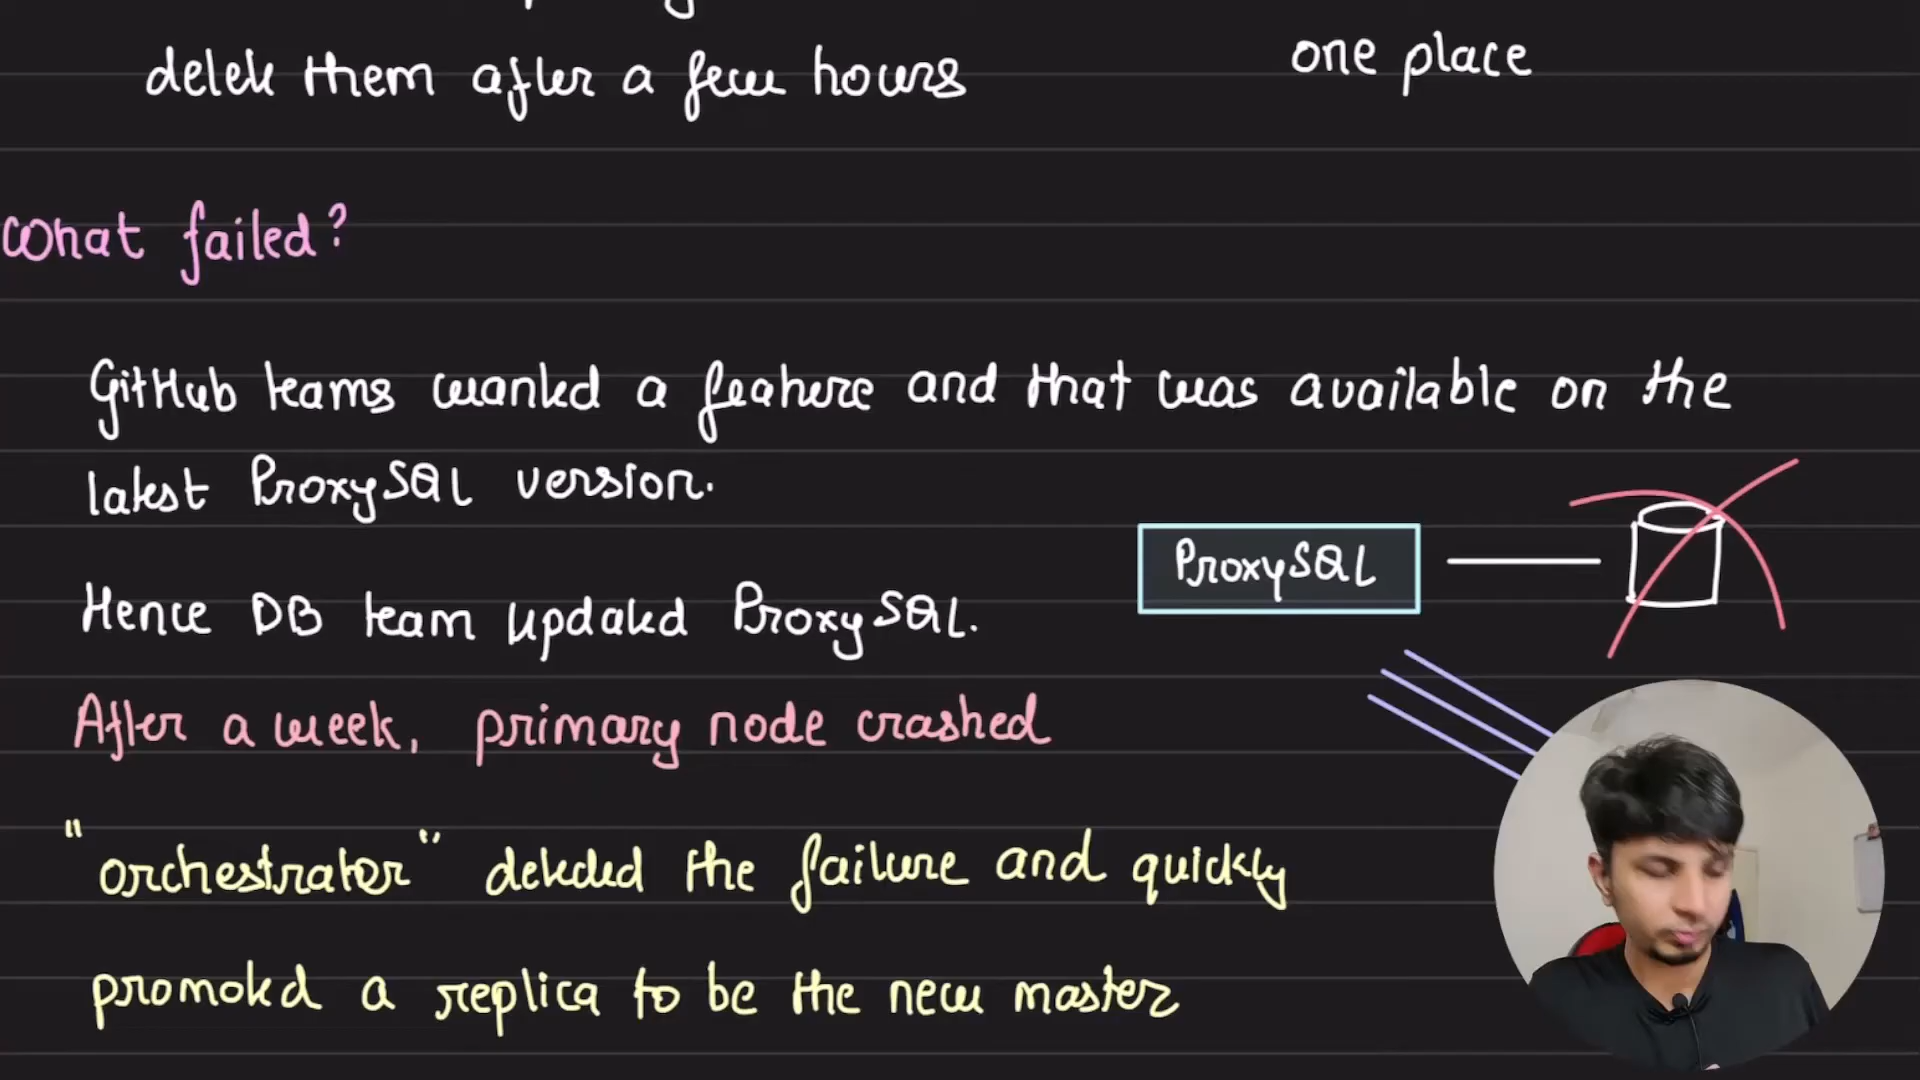 delete them after a few hours
one place
What failed?
GitHub teams wanted a feature and that was available on the
latest ProxySQL version.
ProxySQL
Hence DB team updated ProxySQL.
After a week, primary node crashed
"orchestrator" detected the failure and quickly
promoted a replica to be the new master